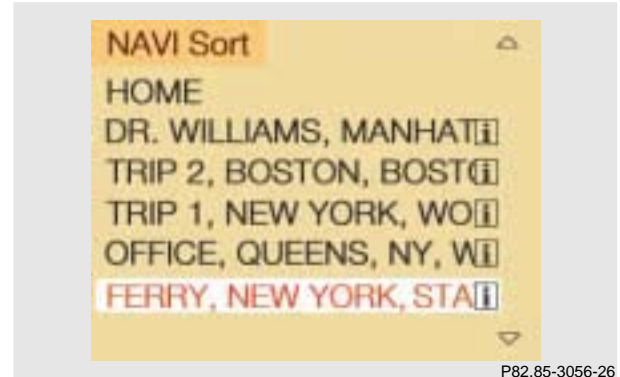 NAVI Sort
HOME
DR. WILLIAMS, MANHAT
TRIP 2, BOSTON, BOST
TRIP 1, NEW YORK, WO
OFFICE, QUEENS, NY, W
FERRY, NEW YORK, STA
P82.85-3056-26